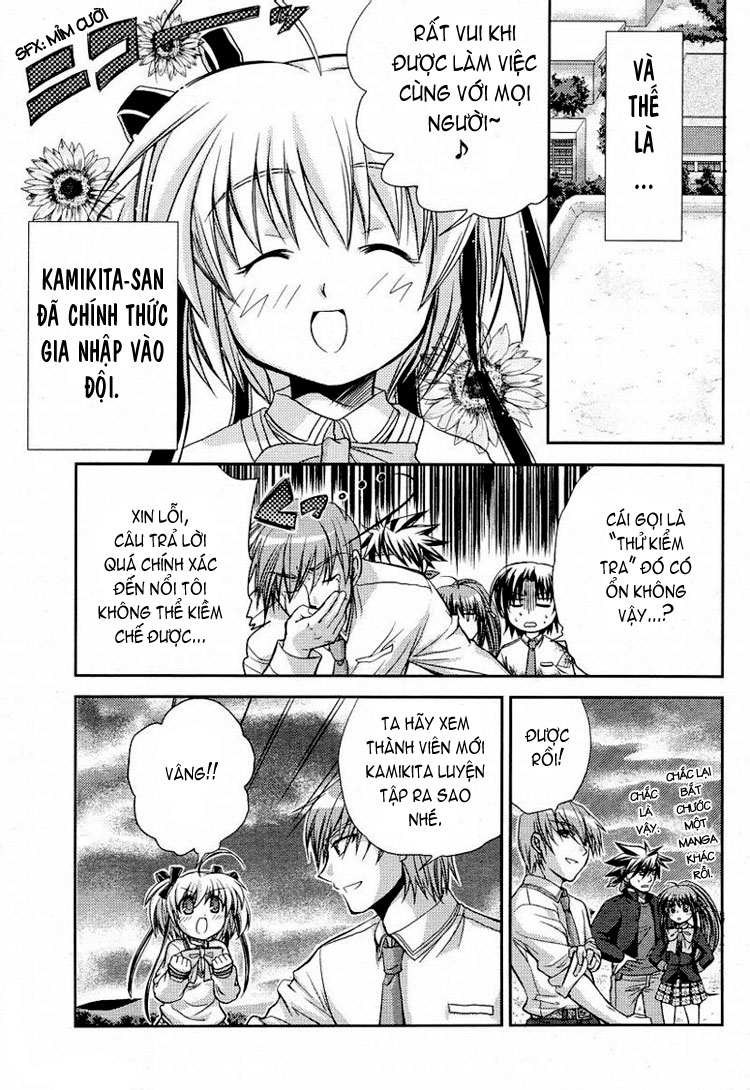 VÀ
THẾ
LÀ
...
RẤT VUI KHI
ĐƯỢC LÀM VIỆC
CÙNG VỚI MỌI
NGƯỜI~
♪
SFX: MỈM CƯỜI
ニコー
KAMIKITA-SAN
ĐÃ CHÍNH THỨC
GIA NHẬP VÀO
ĐỘI.
CÁI GỌI LÀ
"THỬ KIỂM
TRA" ĐÓ CÓ
ỔN KHÔNG
VẬY...?
XIN LỖI,
CÂU TRẢ LỜI
QUÁ CHÍNH XÁC
ĐẾN NỔI TÔI
KHÔNG THỂ KIỀM
CHẾ ĐƯỢC...
ĐƯỢC
RỒI!
CHẮC LẠI
BẮT
CHƯỚC
MỘT
MANGA
KHÁC
RỒI.
CHẮC
LÀ
VẬY.
TA HÃY XEM
THÀNH VIÊN MỚI
KAMIKITA LUYỆN
TẬP RA SAO
NHÉ.
VÂNG!!